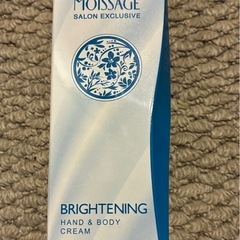 MOISSAGE
SALON EXCLUSIVE
BRIGHTENING
HAND & BODY
CREAM